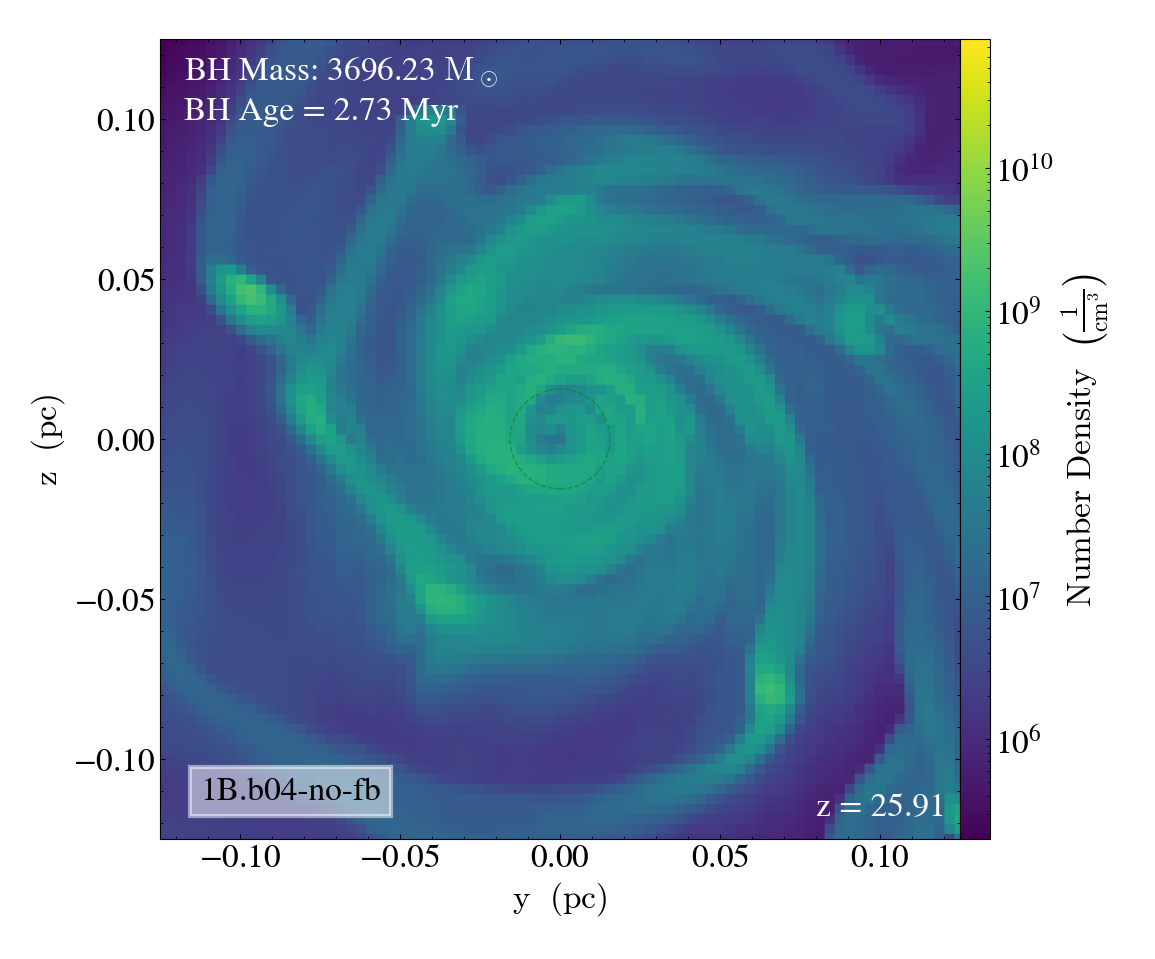 BH Mass: 3696.23 M⊙
BH Age = 2.73 Myr
0.10
0.05
0.00
−0.05
−0.10
z (pc)
1B.b04-no-fb
z = 25.91
−0.10 −0.05 0.00 0.05 0.10
y (pc)
10^10
10^9
10^8
10^7
10^6
Number Density (1/cm^3)